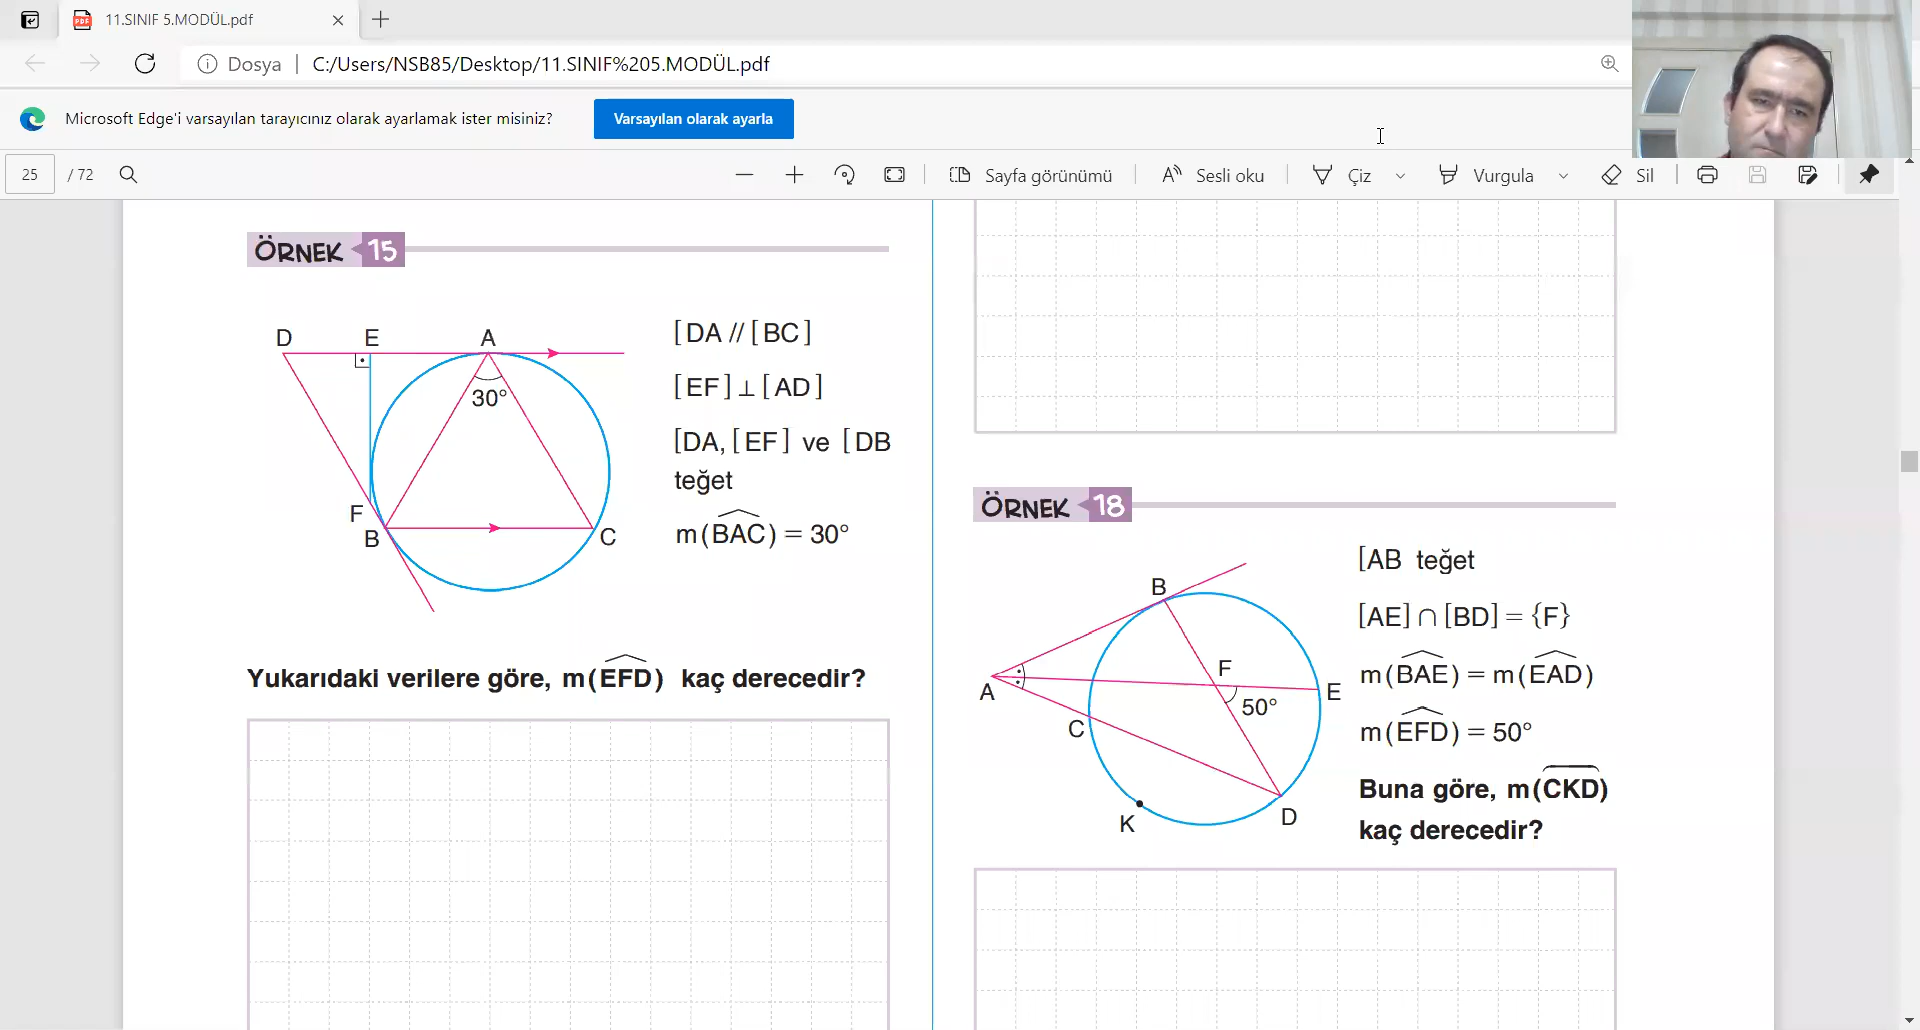 11.SINIF 5.MODÜL.pdf
Dosya | C:/Users/NSB85/Desktop/11.SINIF%205.MODÜL.pdf
Microsoft Edge'i varsayılan tarayıcınız olarak ayarlamak ister misiniz? Varsayılan olarak ayarla
25 / 72 Sayfa görünümü Sesli oku Çiz Vurgula Sil
ÖRNEK 15
D E A
30°
F
B C
[DA // [BC]
[EF] ⊥ [AD]
[DA, [EF] ve [DB
teğet
m(BAC) = 30°
Yukarıdaki verilere göre, m(EFD) kaç derecedir?
ÖRNEK 18
B
F
A E
50°
C
K D
[AB teğet
[AE] ∩ [BD] = {F}
m(BAE) = m(EAD)
m(EFD) = 50°
Buna göre, m(CKD)
kaç derecedir?